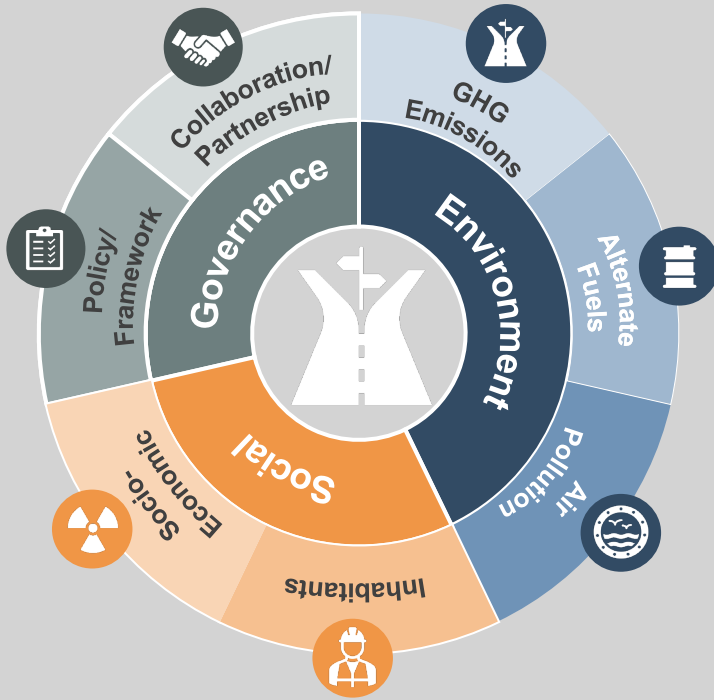 Collaboration/
Partnership
GHG
Emissions
Governance
Environment
Policy/
Framework
Alternate
Fuels
Social
Socio-
Economic
Air
Pollution
Inhabitants